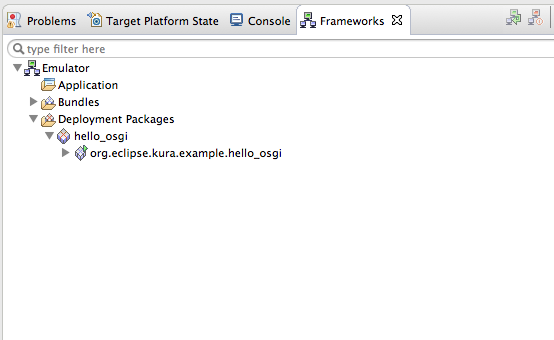 Problems Target Platform State Console Frameworks
type filter here
Emulator
Application
Bundles
Deployment Packages
hello_osgi
org.eclipse.kura.example.hello_osgi